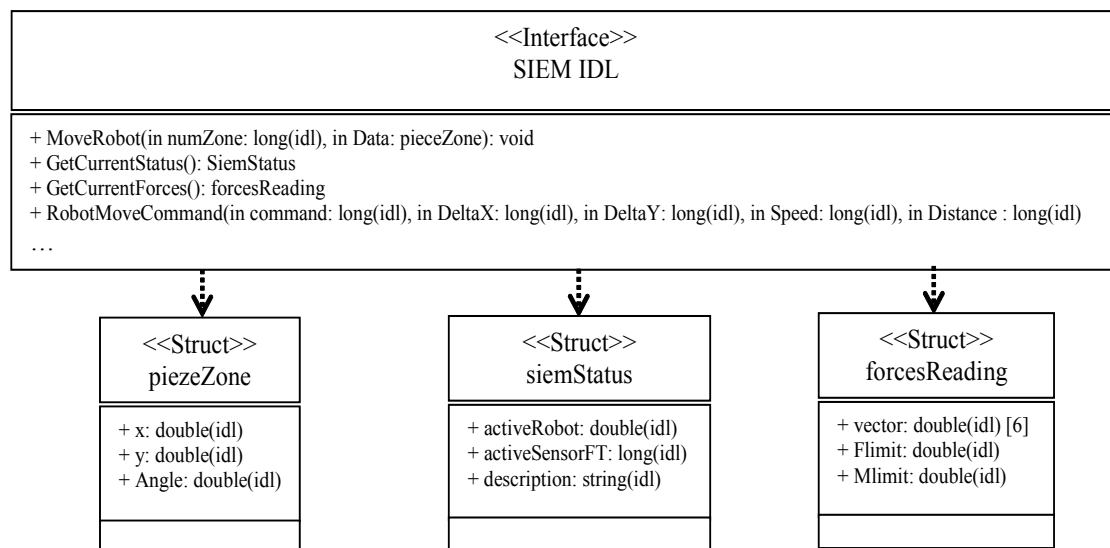 <<Interface>>
SIEM IDL
+ MoveRobot(in numZone: long(idl), in Data: pieceZone): void
+ GetCurrentStatus(): SiemStatus
+ GetCurrentForces(): forcesReading
+ RobotMoveCommand(in command: long(idl), in DeltaX: long(idl), in DeltaY: long(idl), in Speed: long(idl), in Distance : long(idl)
…
<<Struct>>
piezeZone
+ x: double(idl)
+ y: double(idl)
+ Angle: double(idl)
<<Struct>>
siemStatus
+ activeRobot: double(idl)
+ activeSensorFT: long(idl)
+ description: string(idl)
<<Struct>>
forcesReading
+ vector: double(idl) [6]
+ Flimit: double(idl)
+ Mlimit: double(idl)